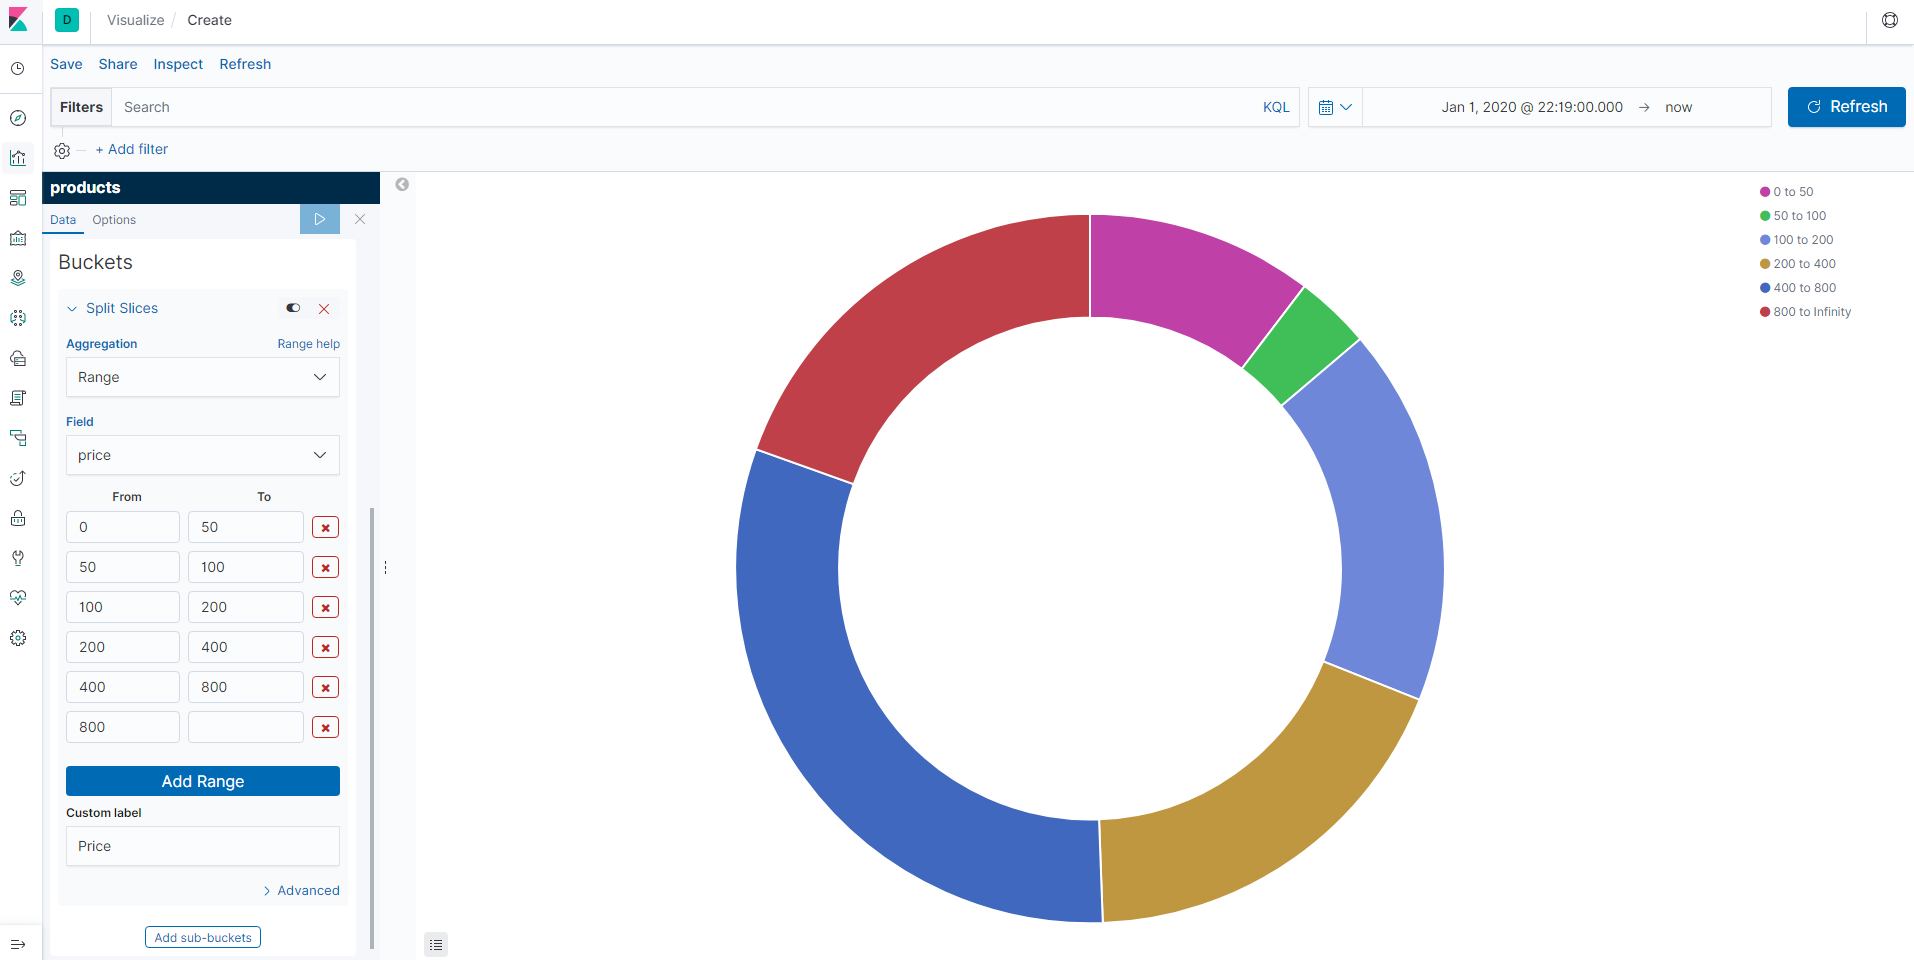 D Visualize / Create
Save Share Inspect Refresh
Filters Search KQL Jan 1, 2020 @ 22:19:00.000 → now Refresh
+ Add filter
products
Data Options
Buckets
Split Slices
Aggregation Range help
Range
Field
price
From To
0 50
50 100
100 200
200 400
400 800
800
Add Range
Custom label
Price
Advanced
Add sub-buckets
0 to 50
50 to 100
100 to 200
200 to 400
400 to 800
800 to Infinity